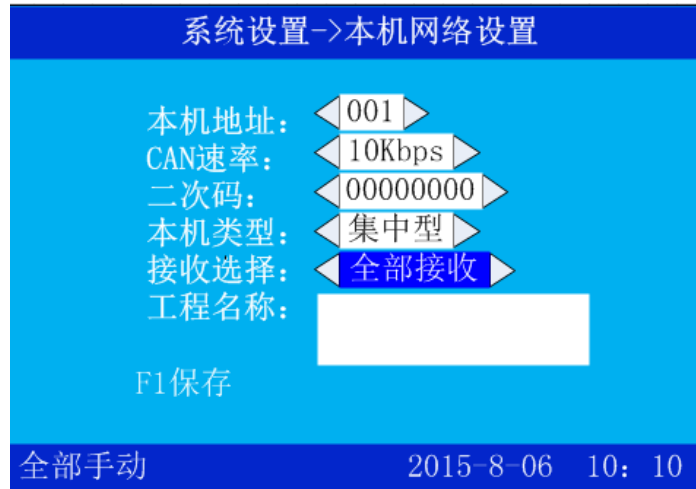 系统设置->本机网络设置
本机地址： 001
CAN速率： 10Kbps
二次码： 00000000
本机类型： 集中型
接收选择： 全部接收
工程名称：
F1保存
全部手动 2015-8-06 10：10